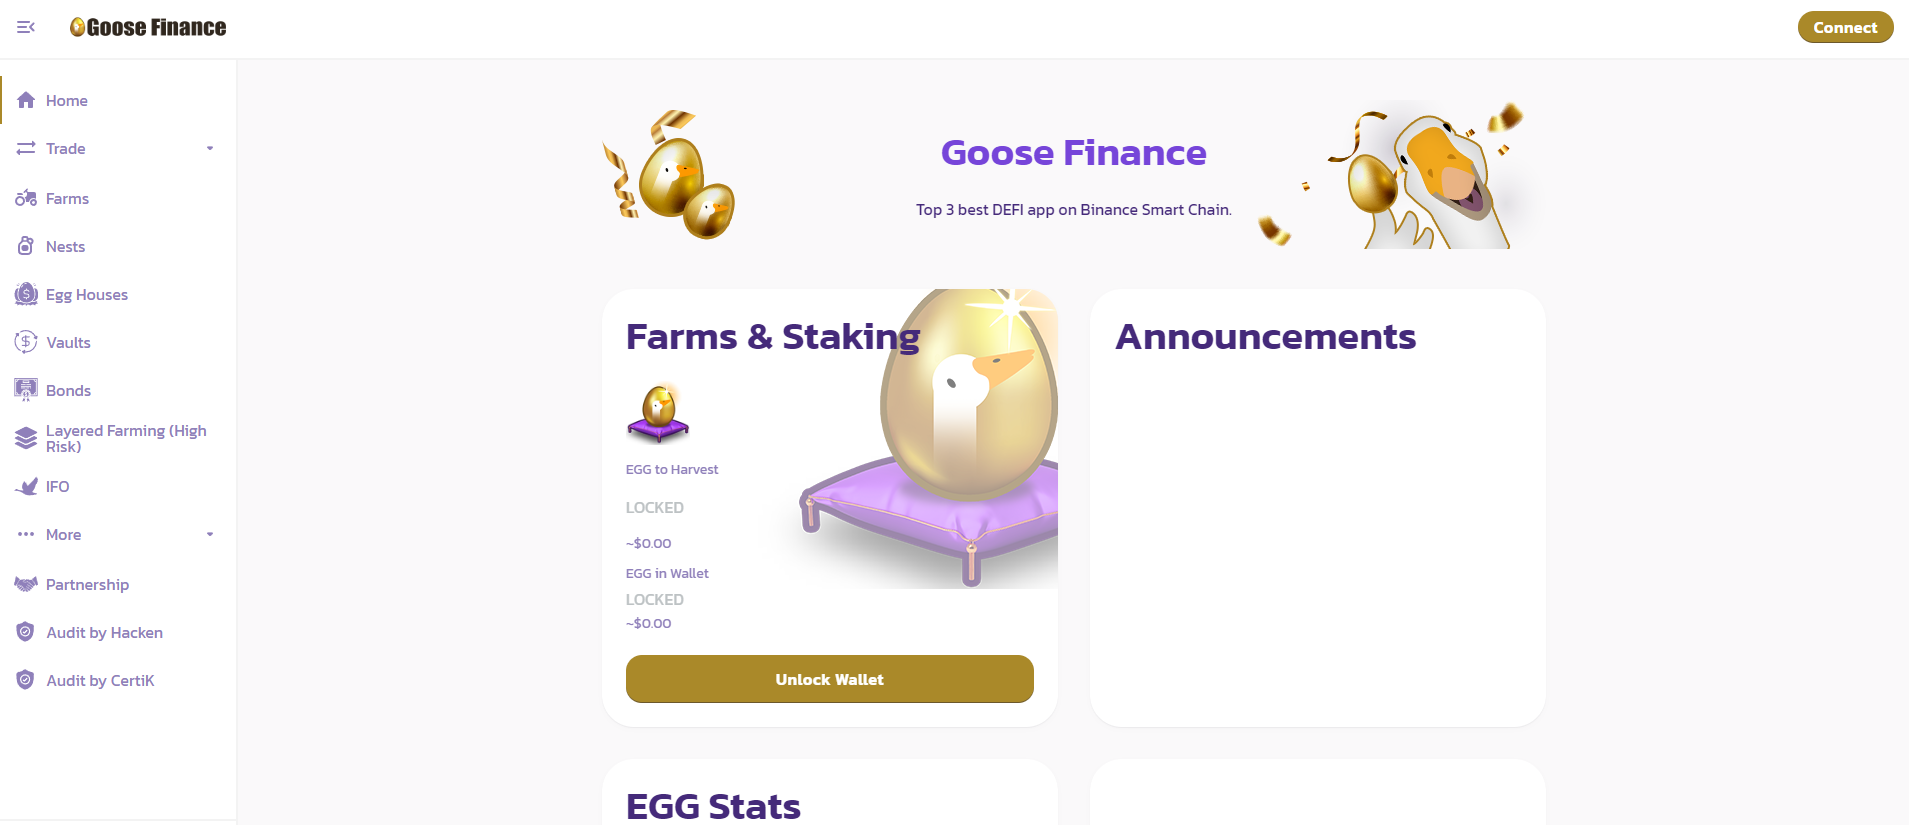 Goose Finance
Connect
Home
Trade
Farms
Nests
Egg Houses
Vaults
Bonds
Layered Farming (High
Risk)
IFO
More
Partnership
Audit by Hacken
Audit by CertiK
Goose Finance
Top 3 best DEFI app on Binance Smart Chain.
Farms & Staking
EGG to Harvest
LOCKED
~$0.00
EGG in Wallet
LOCKED
~$0.00
Unlock Wallet
Announcements
EGG Stats